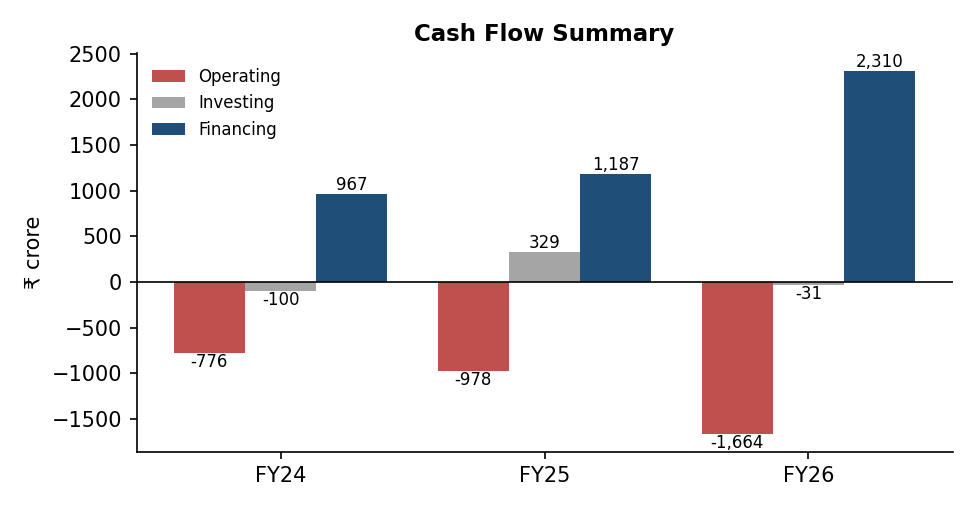 Cash Flow Summary
Operating
Investing
Financing
₹ crore
2500
2000
1500
1000
500
0
−500
−1000
−1500
-776
-100
967
-978
329
1,187
-1,664
-31
2,310
FY24
FY25
FY26